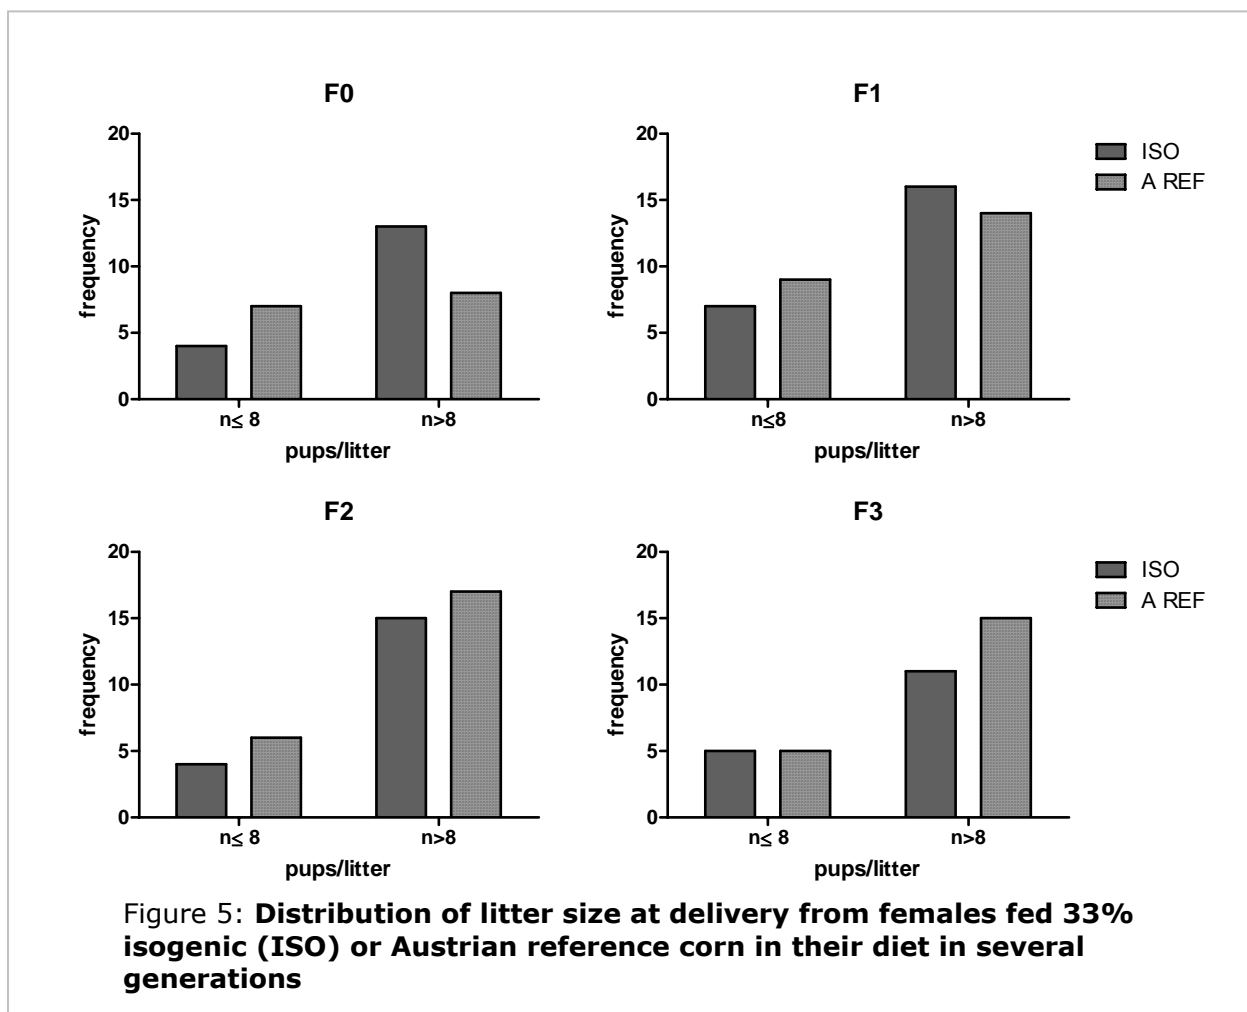 F0
20
15
10
5
0
frequency
n≤ 8
n>8
pups/litter
F1
20
15
10
5
0
frequency
n≤8
n>8
pups/litter
ISO
A REF
F2
20
15
10
5
0
frequency
n≤ 8
n>8
pups/litter
F3
20
15
10
5
0
frequency
n≤ 8
n>8
pups/litter
ISO
A REF
Figure 5: Distribution of litter size at delivery from females fed 33%
isogenic (ISO) or Austrian reference corn in their diet in several
generations